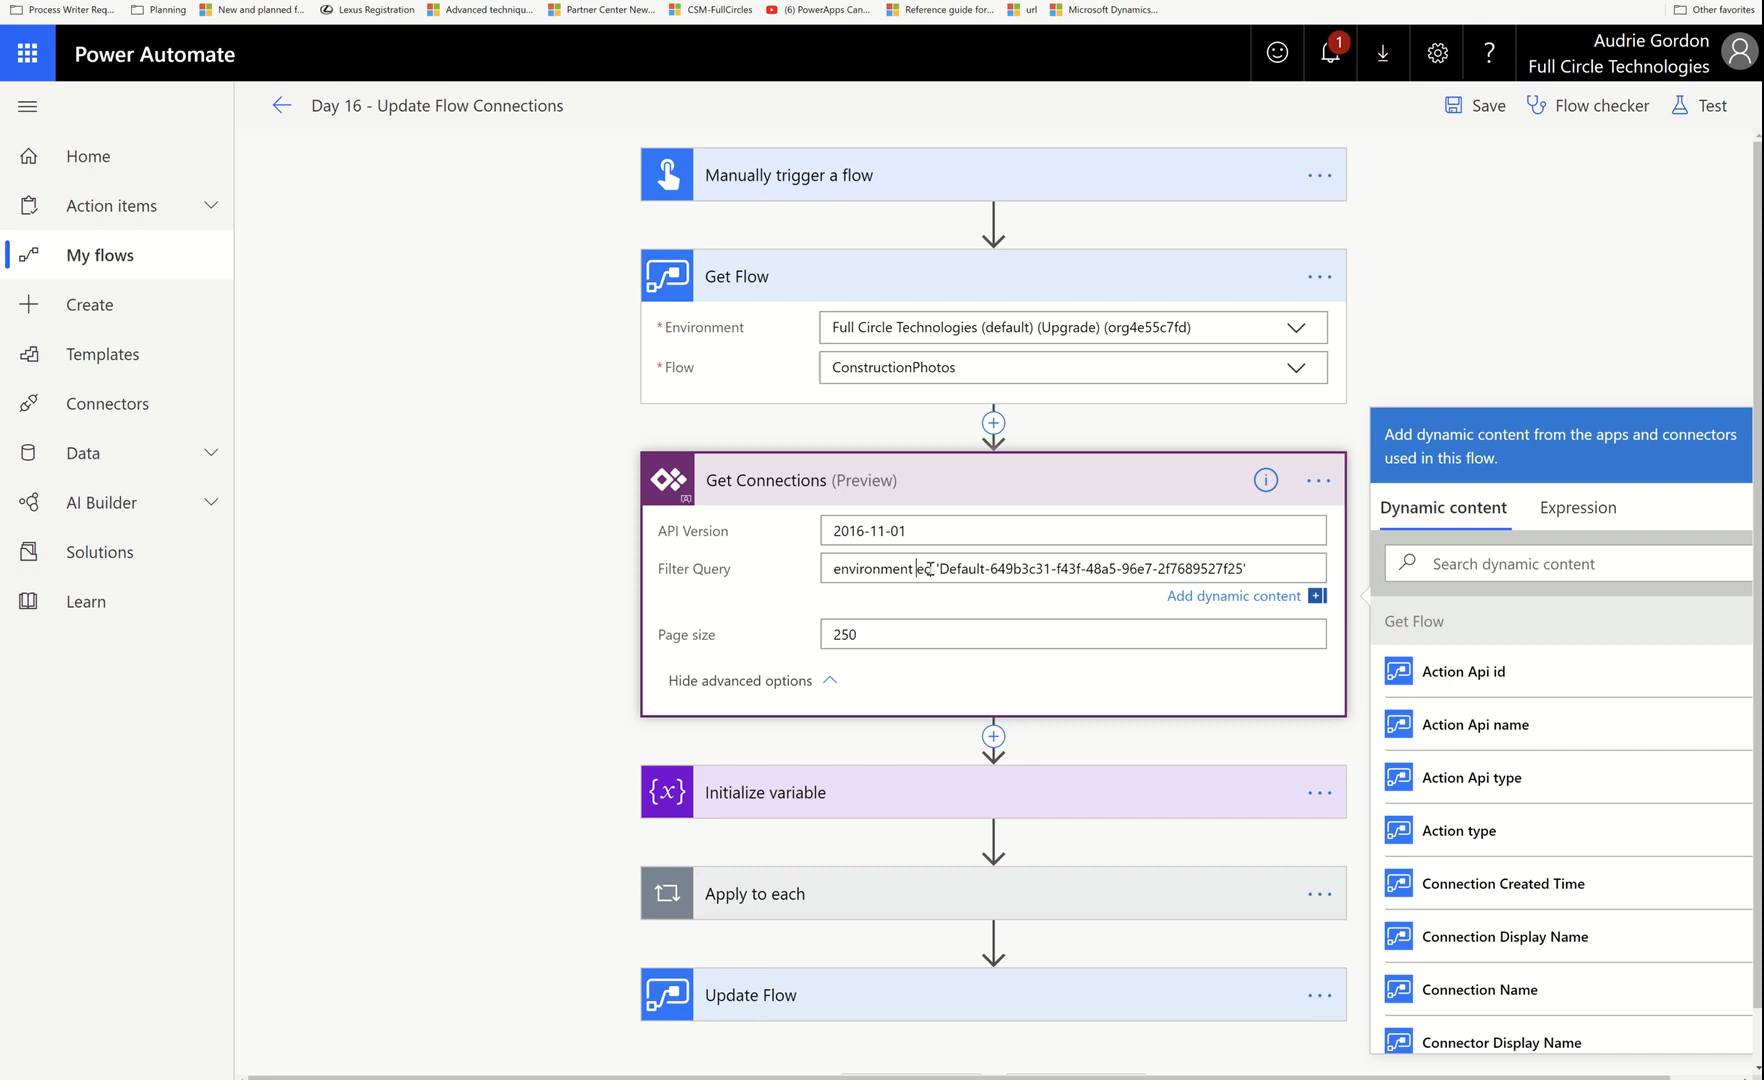 Process Writer Req...
Planning
New and planned f...
Lexus Registration
Advanced techniqu...
Partner Center New...
CSM-FullCircles
(6) PowerApps Can...
Reference guide for...
url
Microsoft Dynamics...
Other favorites
Power Automate
1
?
Audrie Gordon
Full Circle Technologies
Day 16 - Update Flow Connections
Save
Flow checker
Test
Home
Action items
My flows
Create
Templates
Connectors
Data
AI Builder
Solutions
Learn
Manually trigger a flow
Get Flow
*Environment
Full Circle Technologies (default) (Upgrade) (org4e55c7fd)
*Flow
ConstructionPhotos
Get Connections (Preview)
API Version
2016-11-01
Filter Query
environment eq 'Default-649b3c31-f43f-48a5-96e7-2f7689527f25'
Add dynamic content
Page size
250
Hide advanced options
{x} Initialize variable
Apply to each
Update Flow
Add dynamic content from the apps and connectors
used in this flow.
Dynamic content
Expression
Search dynamic content
Get Flow
Action Api id
Action Api name
Action Api type
Action type
Connection Created Time
Connection Display Name
Connection Name
Connector Display Name